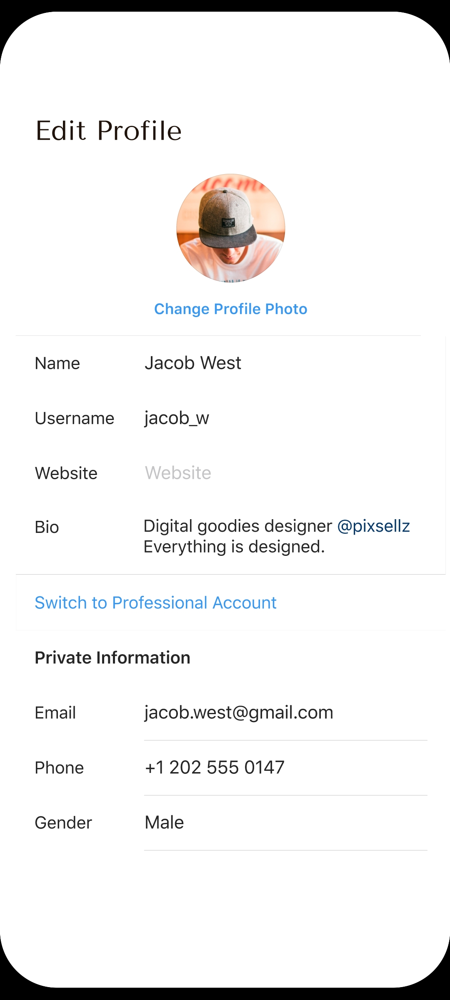 Edit Profile
Change Profile Photo
Name Jacob West
Username jacob_w
Website Website
Bio Digital goodies designer @pixsellz
Everything is designed.
Switch to Professional Account
Private Information
Email jacob.west@gmail.com
Phone +1 202 555 0147
Gender Male